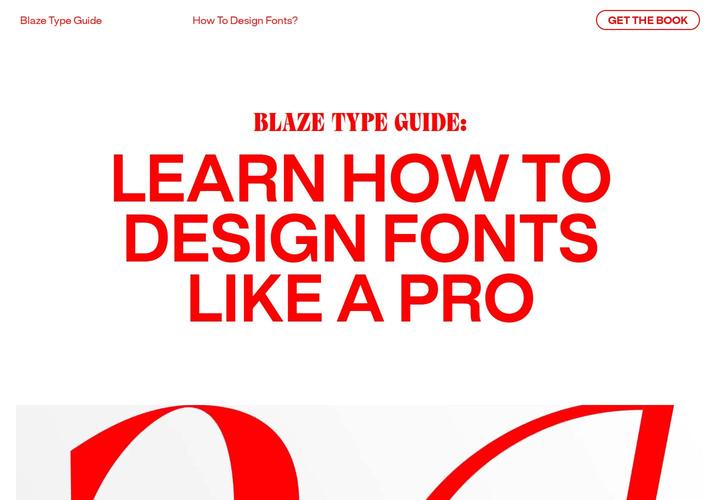 Blaze Type Guide
How To Design Fonts?
GET THE BOOK
BLAZE TYPE GUIDE:
LEARN HOW TO
DESIGN FONTS
LIKE A PRO